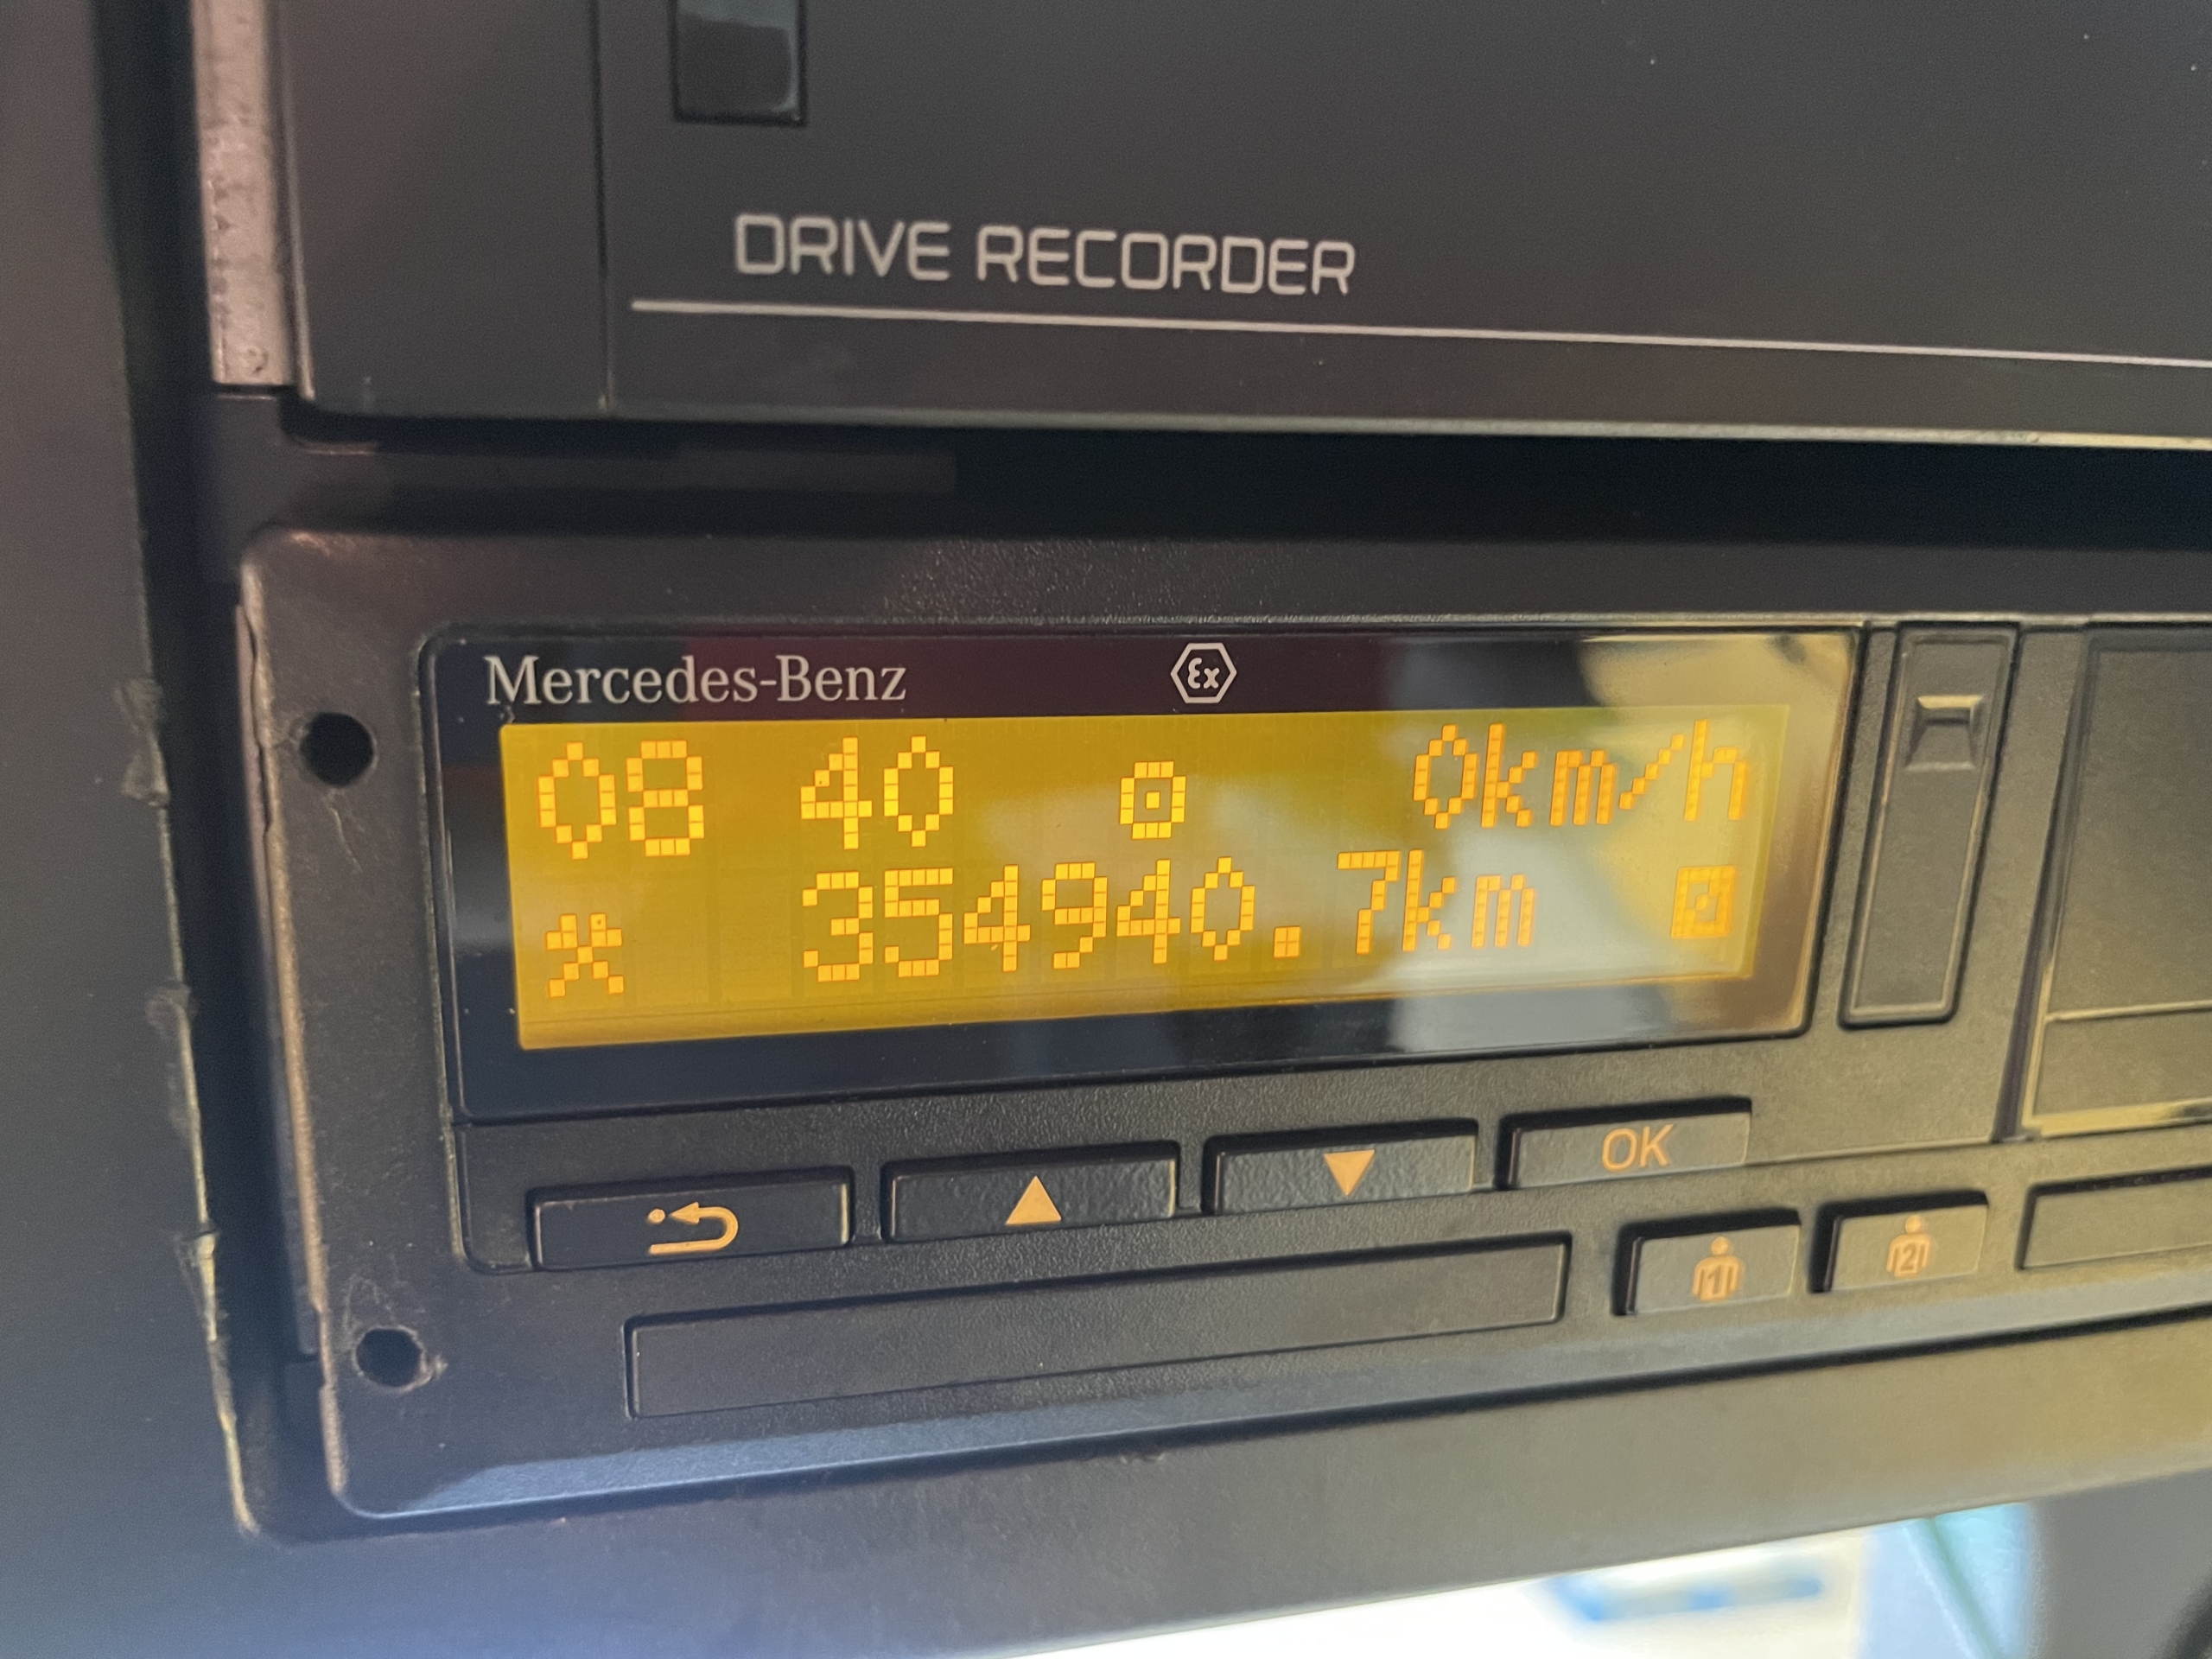 DRIVE RECORDER
Mercedes-Benz
Ex
08 40 0km/h
354940.7km
OK
1 2